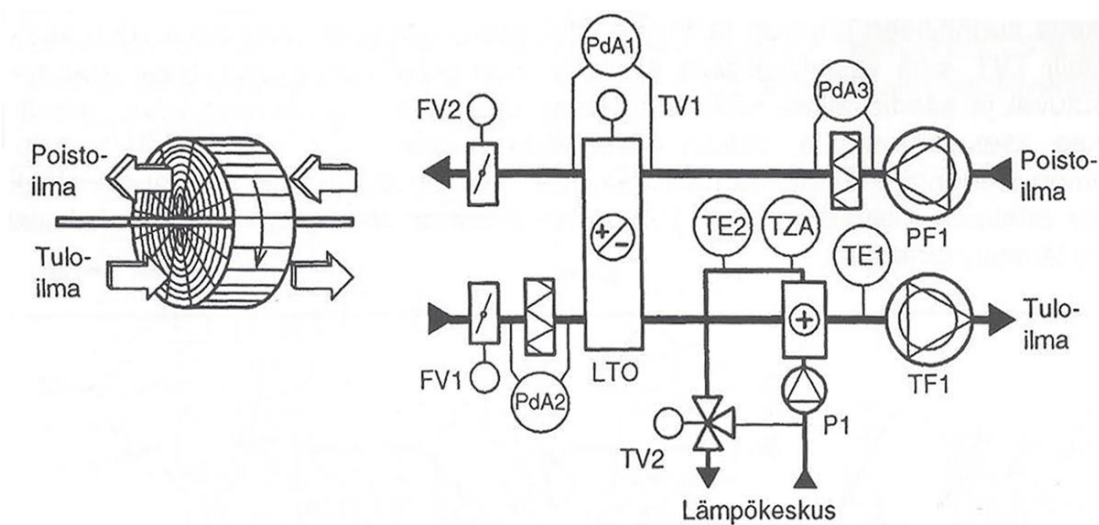 Poisto-
ilma
Tulo-
ilma
PdA1
FV2
TV1
PdA3
Poisto-
ilma
PF1
TE2
TZA
TE1
+
-
+
Tulo-
ilma
TF1
FV1
PdA2
LTO
P1
TV2
Lämpökeskus